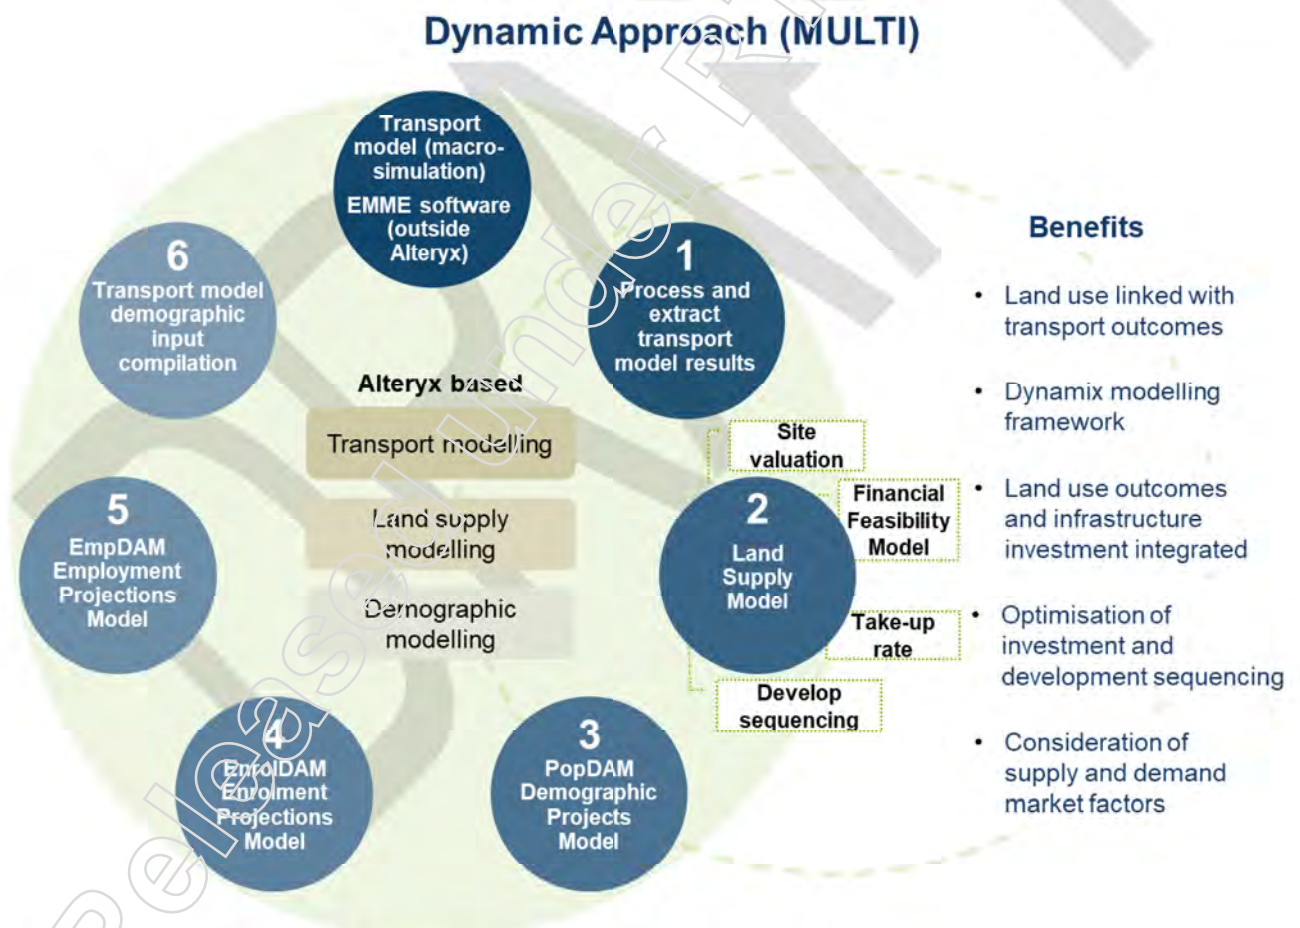 Dynamic Approach (MULTI)
Transport
model (macro-
simulation)
EMME software
(outside
Alteryx)
1
Process and
extract
transport
model results
Site
valuation
2
Land
Supply
Model
Financial
Feasibility
Model
Take-up
rate
Develop
sequencing
3
PopDAM
Demographic
Projects
Model
4
EnrolDAM
Enrolment
Projections
Model
5
EmpDAM
Employment
Projections
Model
6
Transport model
demographic
input
compilation
Alteryx based
Transport modelling
Land supply
modelling
Demographic
modelling
Benefits
• Land use linked with
transport outcomes
• Dynamix modelling
framework
• Land use outcomes
and infrastructure
investment integrated
• Optimisation of
investment and
development sequencing
• Consideration of
supply and demand
market factors
Released under